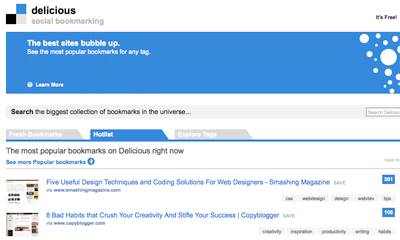 delicious
social bookmarking
It's Free!
The best sites bubble up.
See the most popular bookmarks for any tag.
Learn More
Search the biggest collection of bookmarks in the universe...
Search Delicious
Fresh Bookmarks
Hotlist
Explore Tags
The most popular bookmarks on Delicious right now
See more Popular bookmarks
Five Useful Design Techniques and Coding Solutions For Web Designers - Smashing Magazine SAVE
391
via www.smashingmagazine.com
css webdesign design webdev tips
8 Bad Habits that Crush Your Creativity And Stifle Your Success | Copyblogger SAVE
106
via www.copyblogger.com
creativity inspiration productivity writing habits